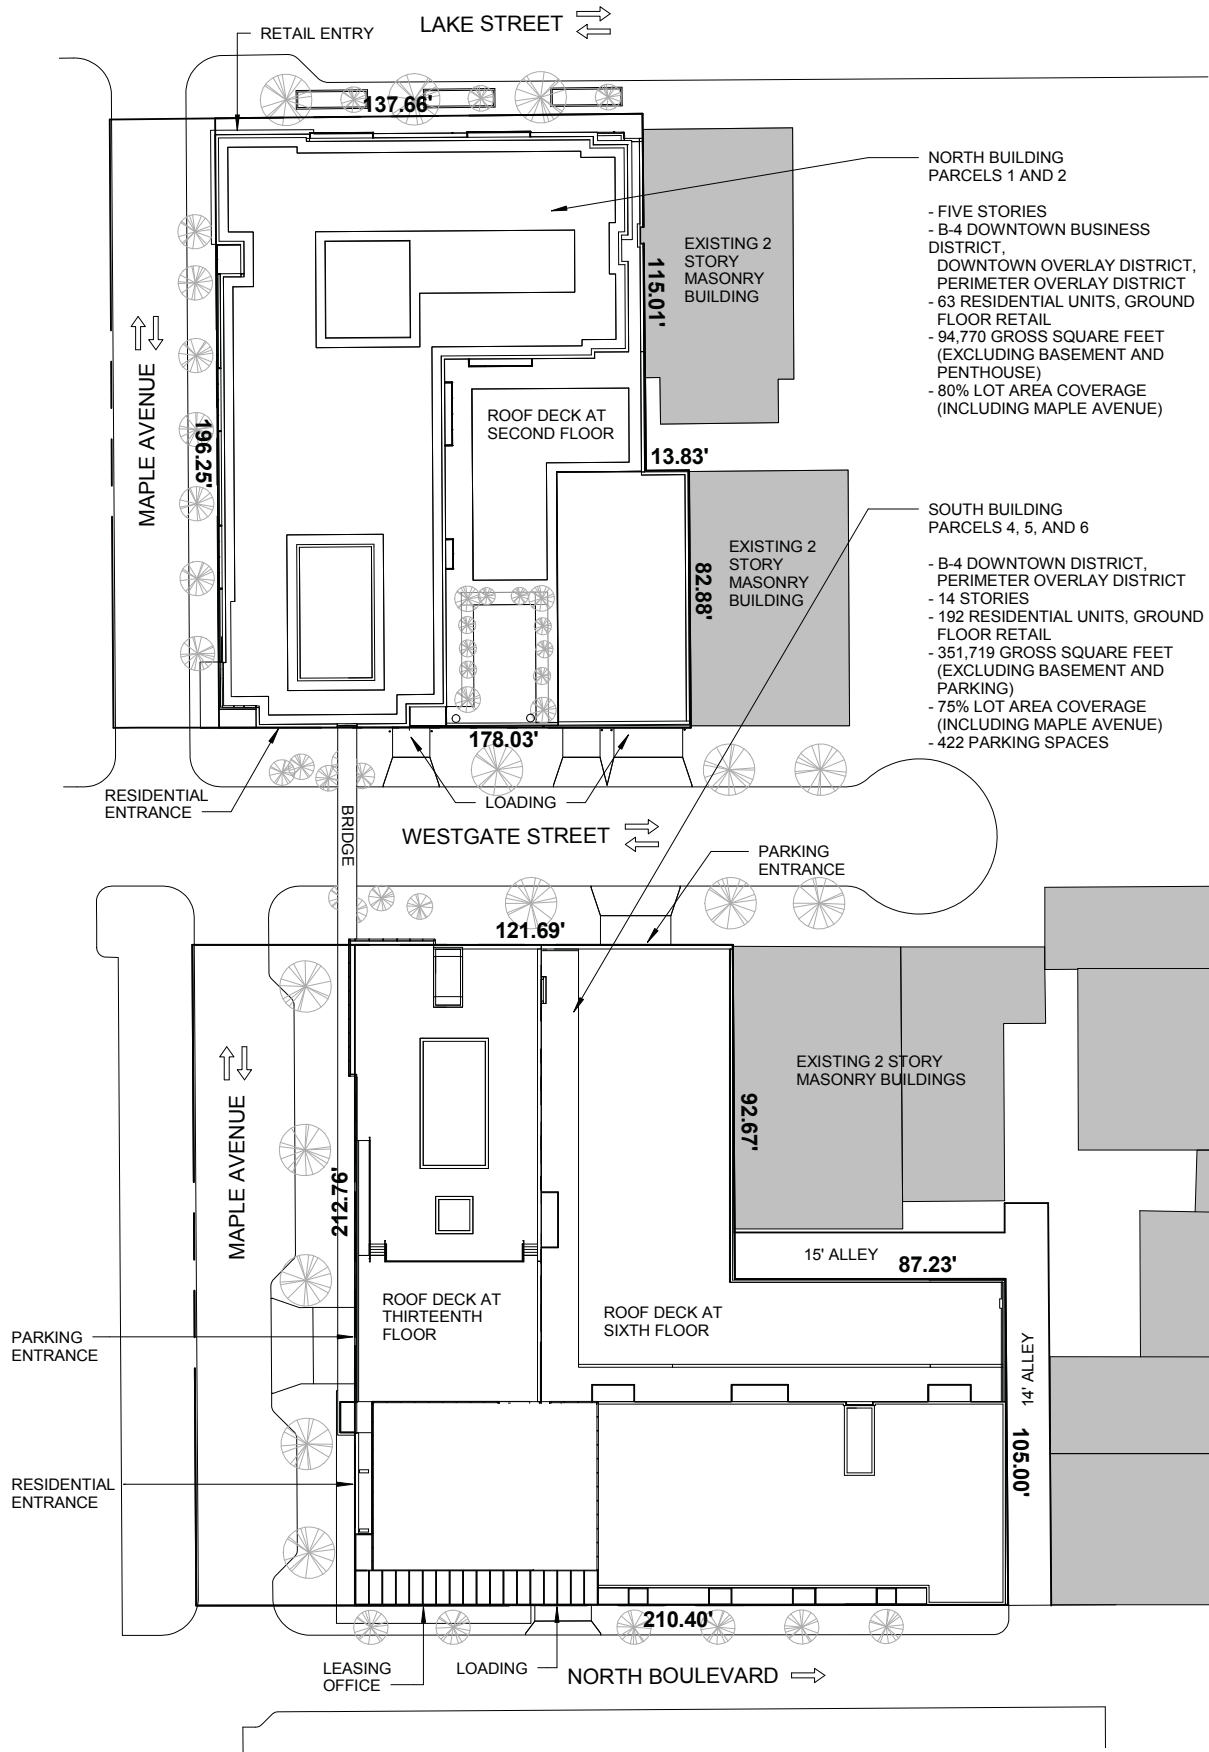 LAKE STREET
RETAIL ENTRY
137.66'
NORTH BUILDING
PARCELS 1 AND 2
- FIVE STORIES
- B-4 DOWNTOWN BUSINESS
DISTRICT,
DOWNTOWN OVERLAY DISTRICT,
PERIMETER OVERLAY DISTRICT
- 63 RESIDENTIAL UNITS, GROUND
FLOOR RETAIL
- 94,770 GROSS SQUARE FEET
(EXCLUDING BASEMENT AND
PENTHOUSE)
- 80% LOT AREA COVERAGE
(INCLUDING MAPLE AVENUE)
EXISTING 2
STORY
MASONRY
BUILDING
115.01'
MAPLE AVENUE
196.25'
ROOF DECK AT
SECOND FLOOR
13.83'
SOUTH BUILDING
PARCELS 4, 5, AND 6
- B-4 DOWNTOWN DISTRICT,
PERIMETER OVERLAY DISTRICT
- 14 STORIES
- 192 RESIDENTIAL UNITS, GROUND
FLOOR RETAIL
- 351,719 GROSS SQUARE FEET
(EXCLUDING BASEMENT AND
PARKING)
- 75% LOT AREA COVERAGE
(INCLUDING MAPLE AVENUE)
- 422 PARKING SPACES
EXISTING 2
STORY
MASONRY
BUILDING
82.88'
178.03'
RESIDENTIAL
ENTRANCE
LOADING
BRIDGE
WESTGATE STREET
PARKING
ENTRANCE
121.69'
EXISTING 2 STORY
MASONRY BUILDINGS
92.67'
MAPLE AVENUE
212.76'
15' ALLEY
87.23'
ROOF DECK AT
THIRTEENTH
FLOOR
ROOF DECK AT
SIXTH FLOOR
PARKING
ENTRANCE
14' ALLEY
105.00'
RESIDENTIAL
ENTRANCE
210.40'
LEASING
OFFICE
LOADING
NORTH BOULEVARD